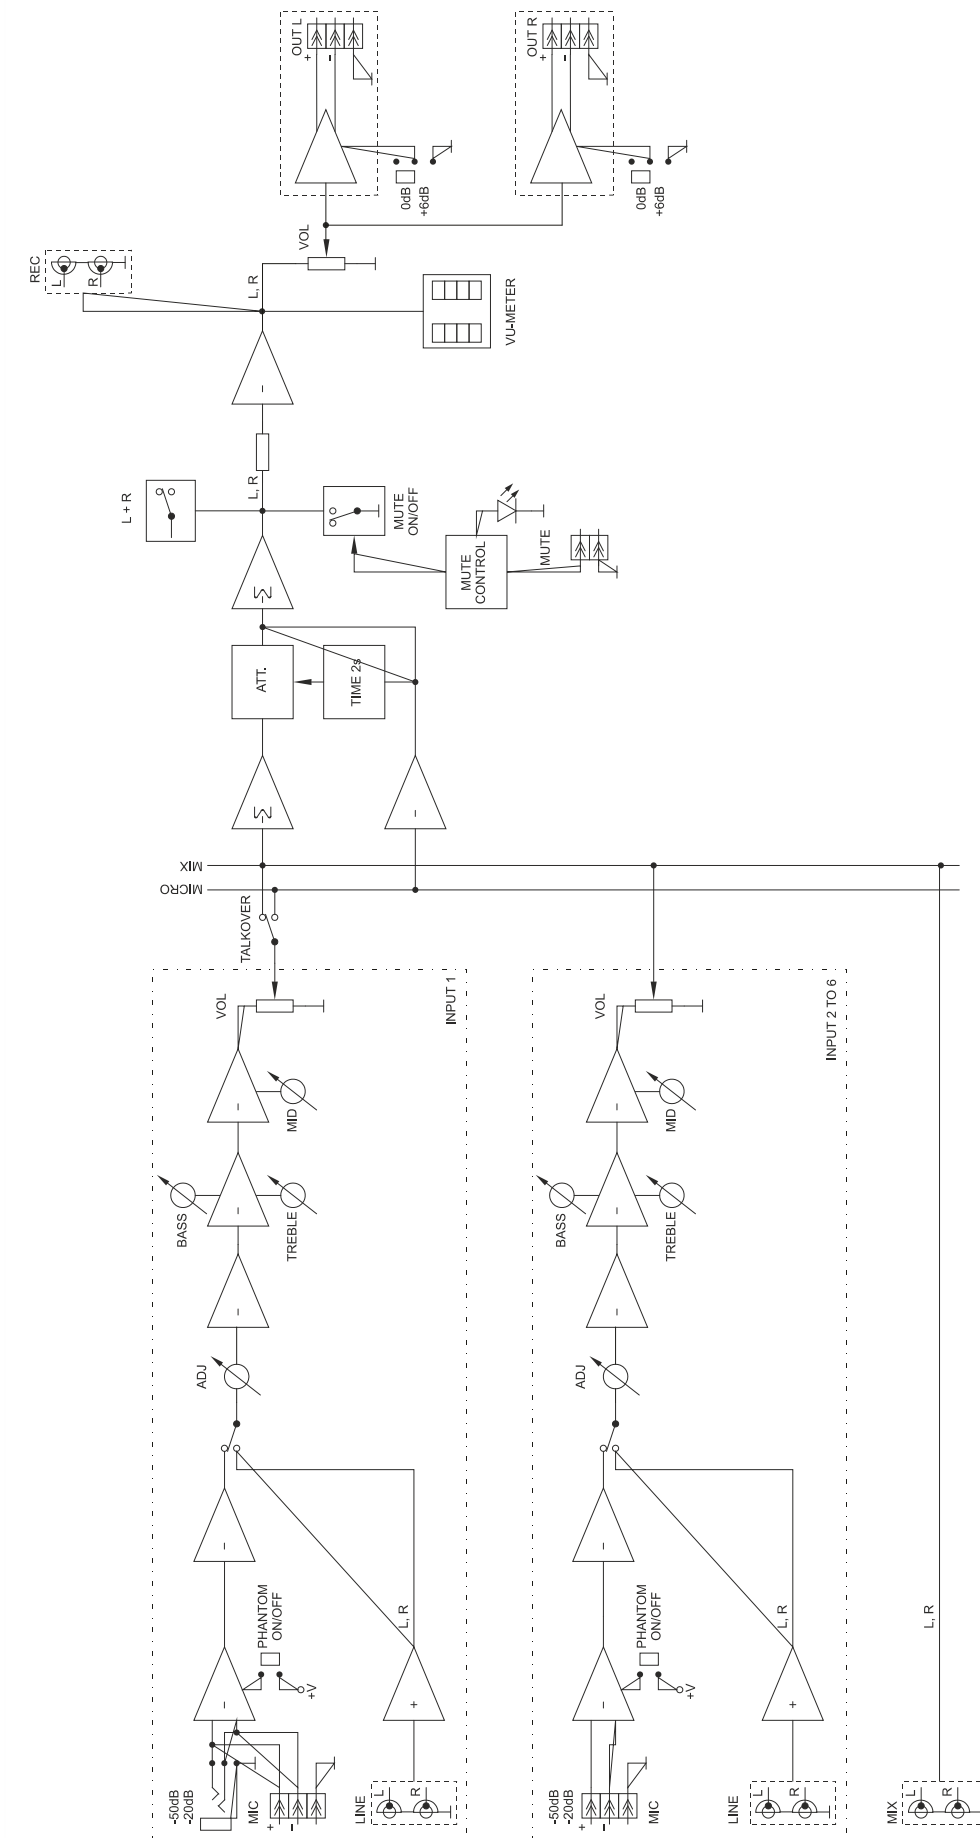 OUT L
+
-
OUT R
+
-
0dB
+6dB
0dB
+6dB
REC
L
R
VOL
L, R
VU-METER
L + R
L, R
MUTE
ON/OFF
MUTE
CONTROL
MUTE
Σ
ATT.
TIME 2s
Σ
MIX
MICRO
TALKOVER
VOL
INPUT 1
VOL
INPUT 2 TO 6
MID
MID
BASS
TREBLE
BASS
TREBLE
ADJ
ADJ
PHANTOM
ON/OFF
+V
L, R
PHANTOM
ON/OFF
+V
L, R
L, R
+
+
-50dB
-20dB
+
-
MIC
LINE
L
R
-50dB
-20dB
+
-
MIC
LINE
L
R
MIX
L
R